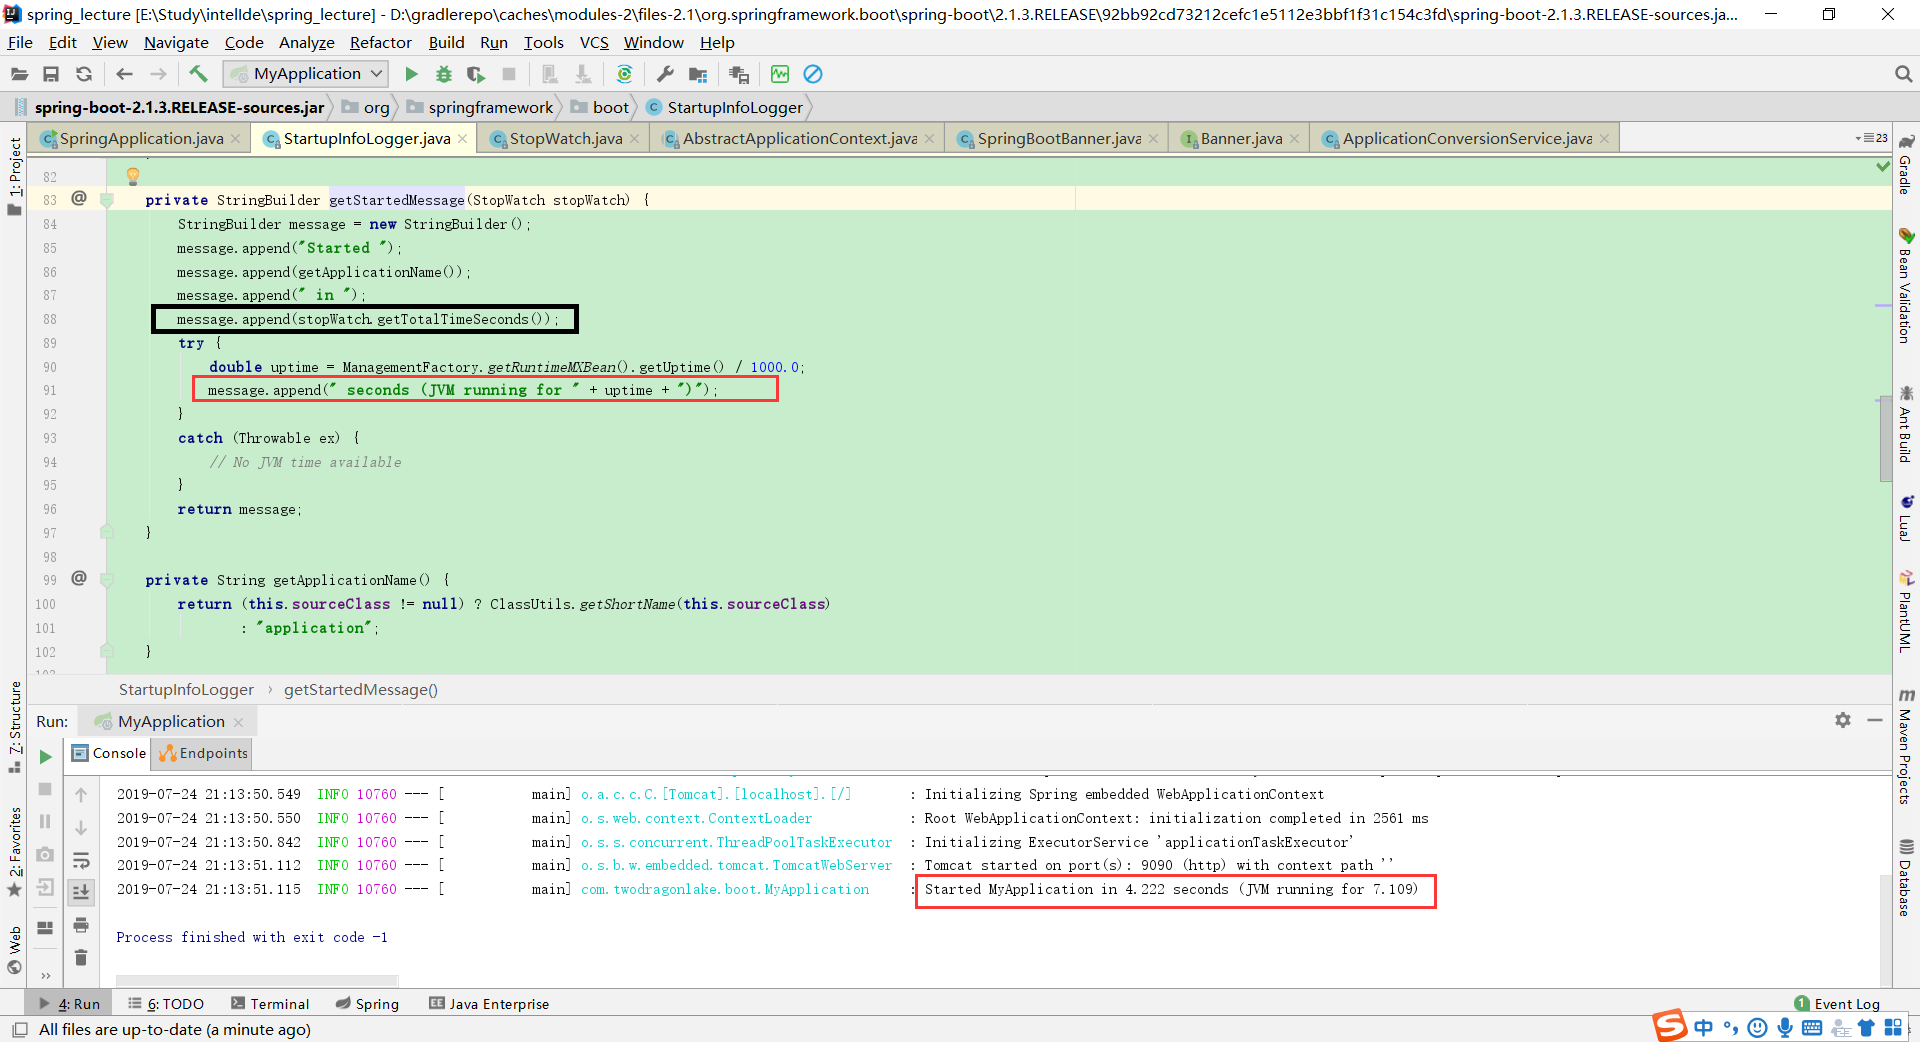 spring_lecture [E:\Study\intellde\spring_lecture] - D:\gradlerepo\caches\modules-2\files-2.1\org.springframework.boot\spring-boot\2.1.3.RELEASE\92bb92cd73212cefc1e5112e3bbf1f31c154c3fd\spring-boot-2.1.3.RELEASE-sources.ja...
File Edit View Navigate Code Analyze Refactor Build Run Tools VCS Window Help
MyApplication
spring-boot-2.1.3.RELEASE-sources.jar org springframework boot StartupInfoLogger
SpringApplication.java StartupInfoLogger.java StopWatch.java AbstractApplicationContext.java SpringBootBanner.java Banner.java ApplicationConversionService.java 23
1: Project
7: Structure
2: Favorites
Web
82
83 @ private StringBuilder getStartedMessage(StopWatch stopWatch) {
84 StringBuilder message = new StringBuilder();
85 message.append("Started ");
86 message.append(getApplicationName());
87 message.append(" in ");
88 message.append(stopWatch.getTotalTimeSeconds());
89 try {
90 double uptime = ManagementFactory.getRuntimeMXBean().getUptime() / 1000.0;
91 message.append(" seconds (JVM running for " + uptime + ")");
92 }
93 catch (Throwable ex) {
94 // No JVM time available
95 }
96 return message;
97 }
98
99 @ private String getApplicationName() {
100 return (this.sourceClass != null) ? ClassUtils.getShortName(this.sourceClass)
101 : "application";
102 }
StartupInfoLogger › getStartedMessage()
Gradle
Bean Validation
Ant Build
LuaJ
PlantUML
Maven Projects
Database
Run: MyApplication
Console Endpoints
2019-07-24 21:13:50.549 INFO 10760 --- [ main] o.a.c.c.C.[Tomcat].[localhost].[/] : Initializing Spring embedded WebApplicationContext
2019-07-24 21:13:50.550 INFO 10760 --- [ main] o.s.web.context.ContextLoader : Root WebApplicationContext: initialization completed in 2561 ms
2019-07-24 21:13:50.842 INFO 10760 --- [ main] o.s.s.concurrent.ThreadPoolTaskExecutor : Initializing ExecutorService 'applicationTaskExecutor'
2019-07-24 21:13:51.112 INFO 10760 --- [ main] o.s.b.w.embedded.tomcat.TomcatWebServer : Tomcat started on port(s): 9090 (http) with context path ''
2019-07-24 21:13:51.115 INFO 10760 --- [ main] com.twodragonlake.boot.MyApplication : Started MyApplication in 4.222 seconds (JVM running for 7.109)
Process finished with exit code -1
4: Run 6: TODO Terminal Spring Java Enterprise 1 Event Log
All files are up-to-date (a minute ago)
S 中